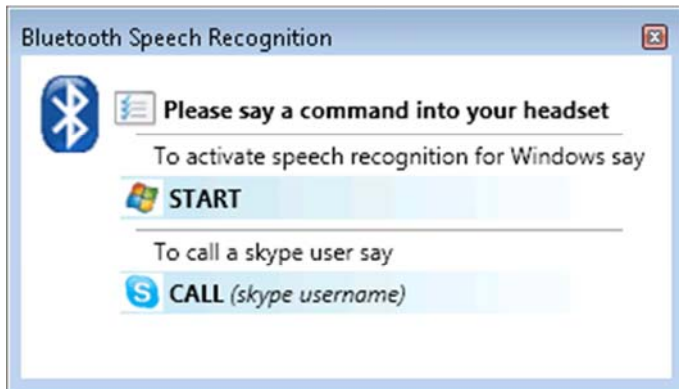 Bluetooth Speech Recognition
Please say a command into your headset
To activate speech recognition for Windows say
START
To call a skype user say
CALL (skype username)